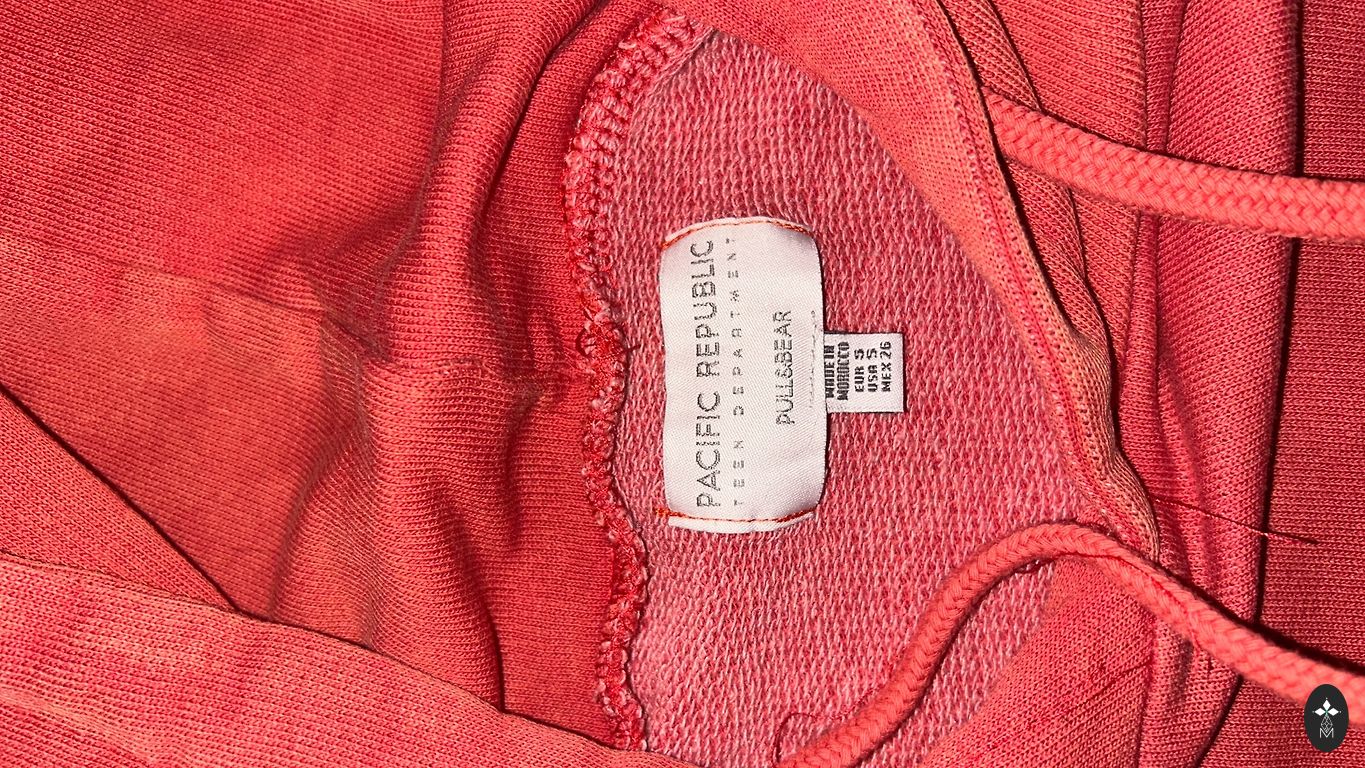 PACIFIC REPUBLIC
TEEN DEPARTMENT
PULL&BEAR
MADE IN
MOROCCO
EUR S
USA S
MEX 26
M